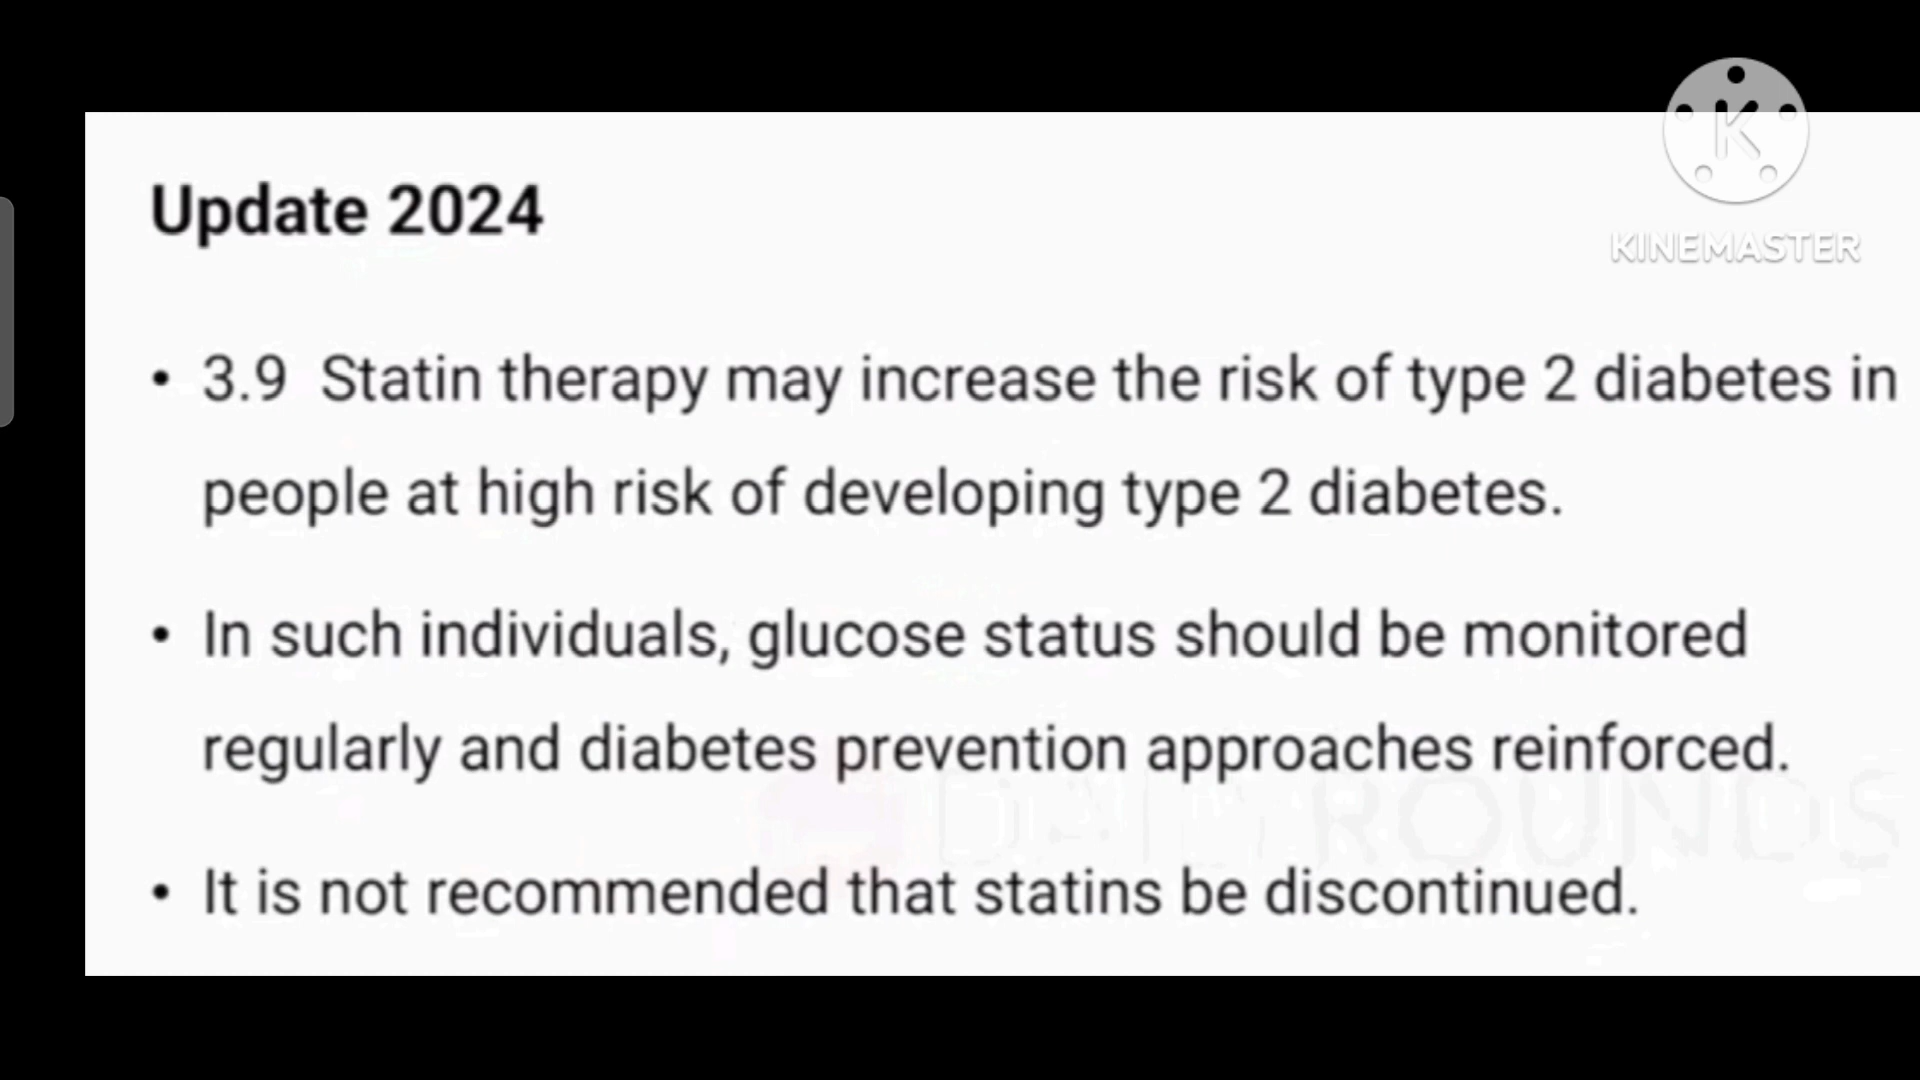 K
KINEMASTER
Update 2024
• 3.9 Statin therapy may increase the risk of type 2 diabetes in
people at high risk of developing type 2 diabetes.
• In such individuals, glucose status should be monitored
regularly and diabetes prevention approaches reinforced.
DAILYROUNDS
• It is not recommended that statins be discontinued.